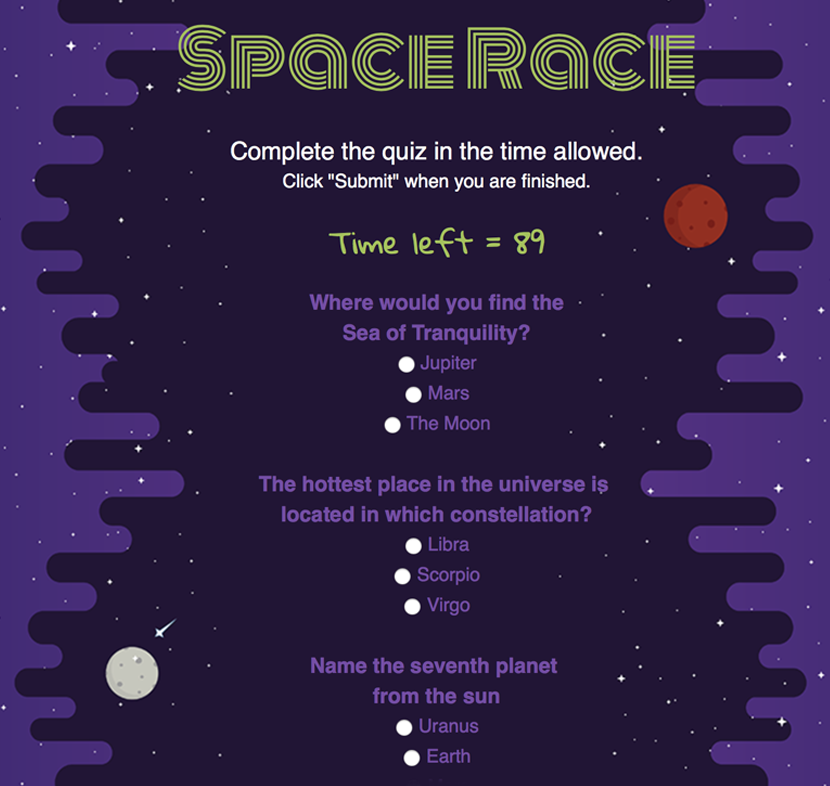 SPACE RACE
Complete the quiz in the time allowed.
Click "Submit" when you are finished.
Time left = 89
Where would you find the
Sea of Tranquility?
Jupiter
Mars
The Moon
The hottest place in the universe is
located in which constellation?
Libra
Scorpio
Virgo
Name the seventh planet
from the sun
Uranus
Earth